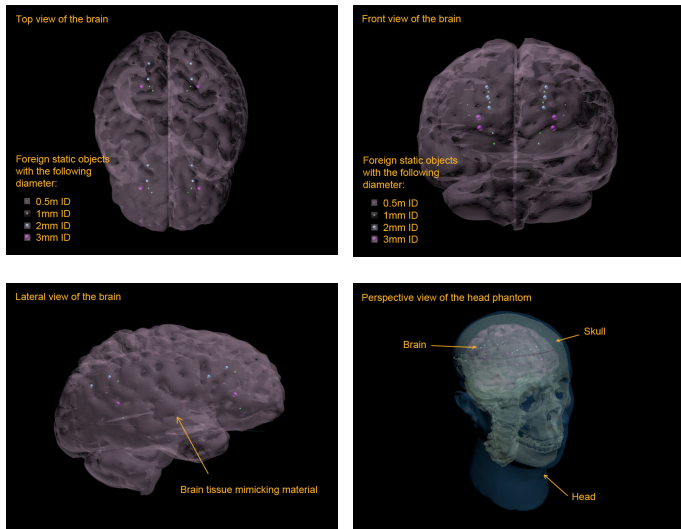 Top view of the brain
Foreign static objects
with the following
diameter:
0.5m ID
1mm ID
2mm ID
3mm ID
Front view of the brain
Foreign static objects
with the following
diameter:
0.5m ID
1mm ID
2mm ID
3mm ID
Lateral view of the brain
Brain tissue mimicking material
Perspective view of the head phantom
Brain
Skull
Head